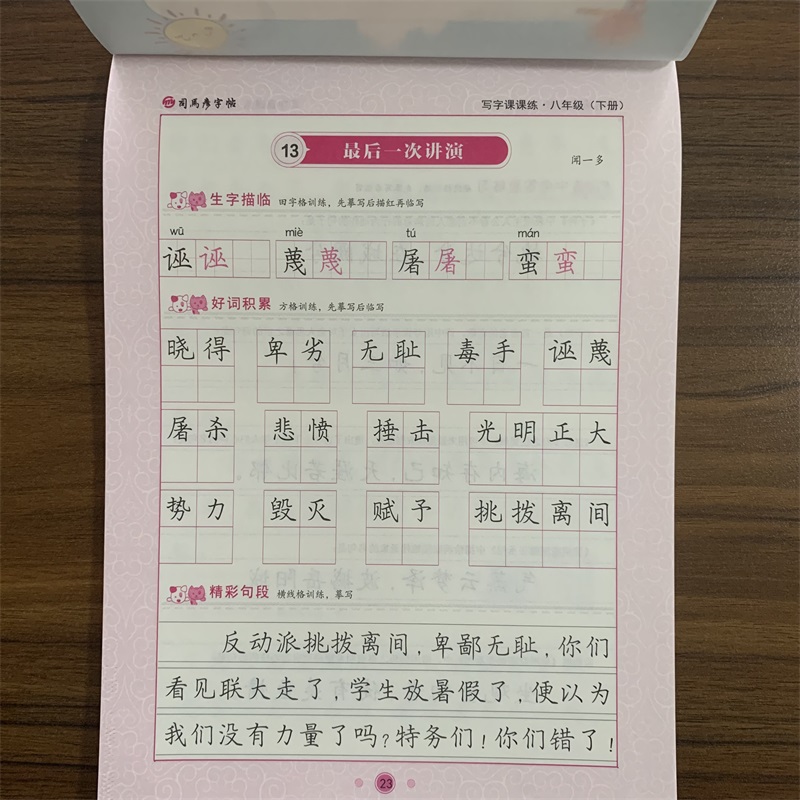 司马彦字帖
写字课课练·八年级（下册）
13 最后一次讲演
闻一多
生字描临 田字格训练，先摹写后描红再临写
wū miè tú mán
诬 诬 蔑 蔑 屠 屠 蛮 蛮
好词积累 方格训练，先摹写后临写
晓得 卑劣 无耻 毒手 诬蔑
屠杀 悲愤 捶击 光明正大
势力 毁灭 赋予 挑拨离间
精彩句段 横线格训练，摹写
反动派挑拨离间，卑鄙无耻，你们
看见联大走了，学生放暑假了，便以为
我们没有力量了吗？特务们！你们错了！
23